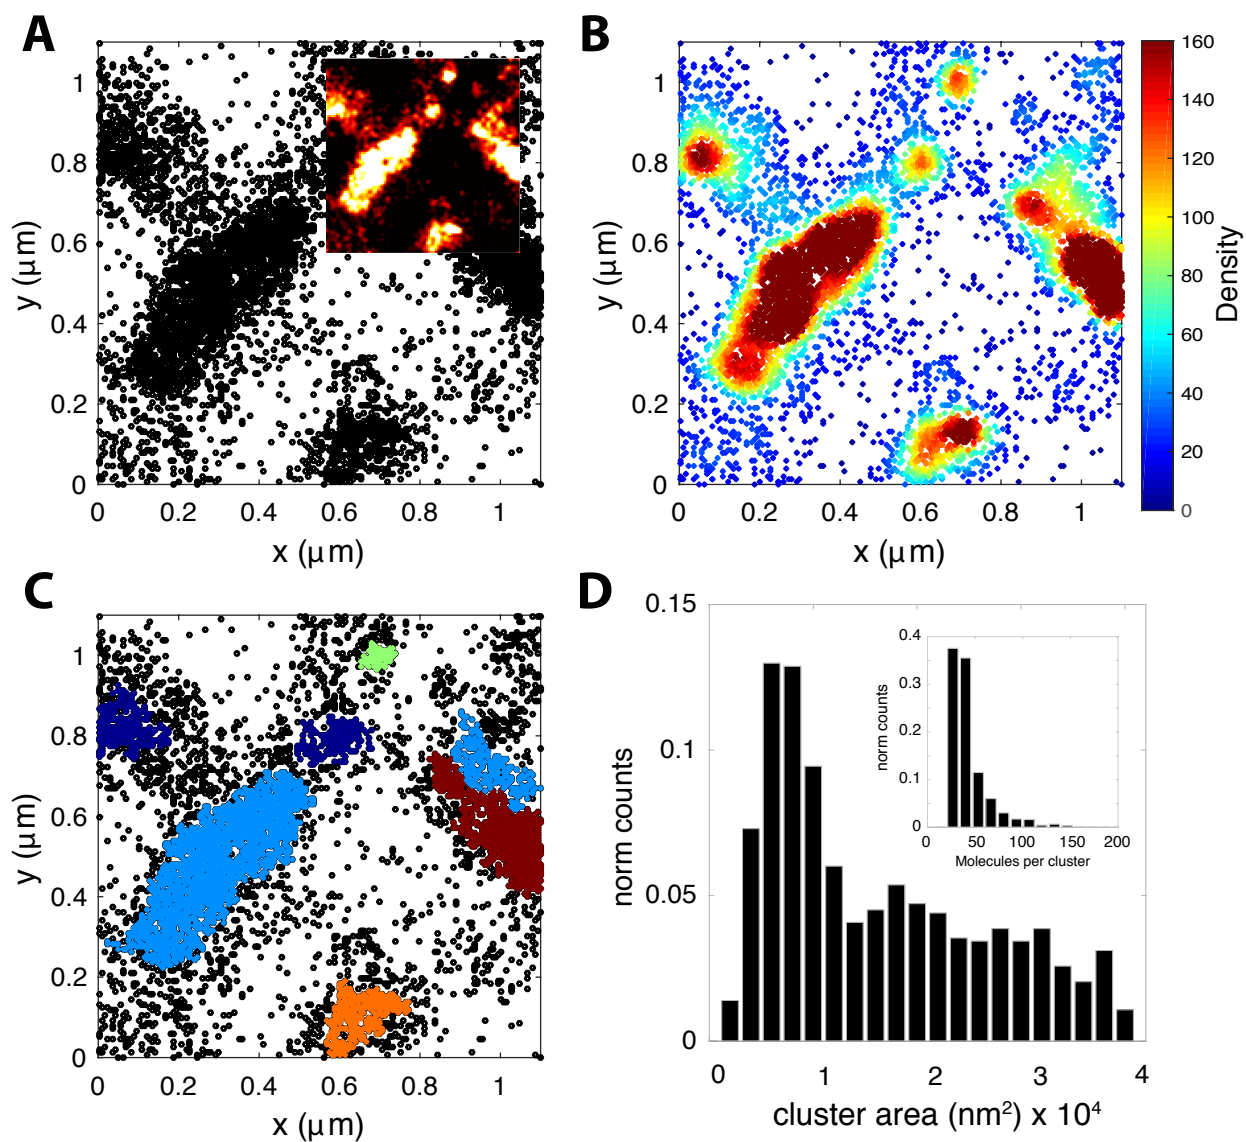 A
1
0.8
0.6
0.4
0.2
0
y (μm)
0 0.2 0.4 0.6 0.8 1
x (μm)
B
1
0.8
0.6
0.4
0.2
0
y (μm)
0 0.2 0.4 0.6 0.8 1
x (μm)
160
140
120
100
80
60
40
20
0
Density
C
1
0.8
0.6
0.4
0.2
0
y (μm)
0 0.2 0.4 0.6 0.8 1
x (μm)
D
0.15
0.1
0.05
0
norm counts
0 1 2 3 4
cluster area (nm²) x 10⁴
0.4
0.3
0.2
0.1
0
norm counts
0 50 100 150 200
Molecules per cluster